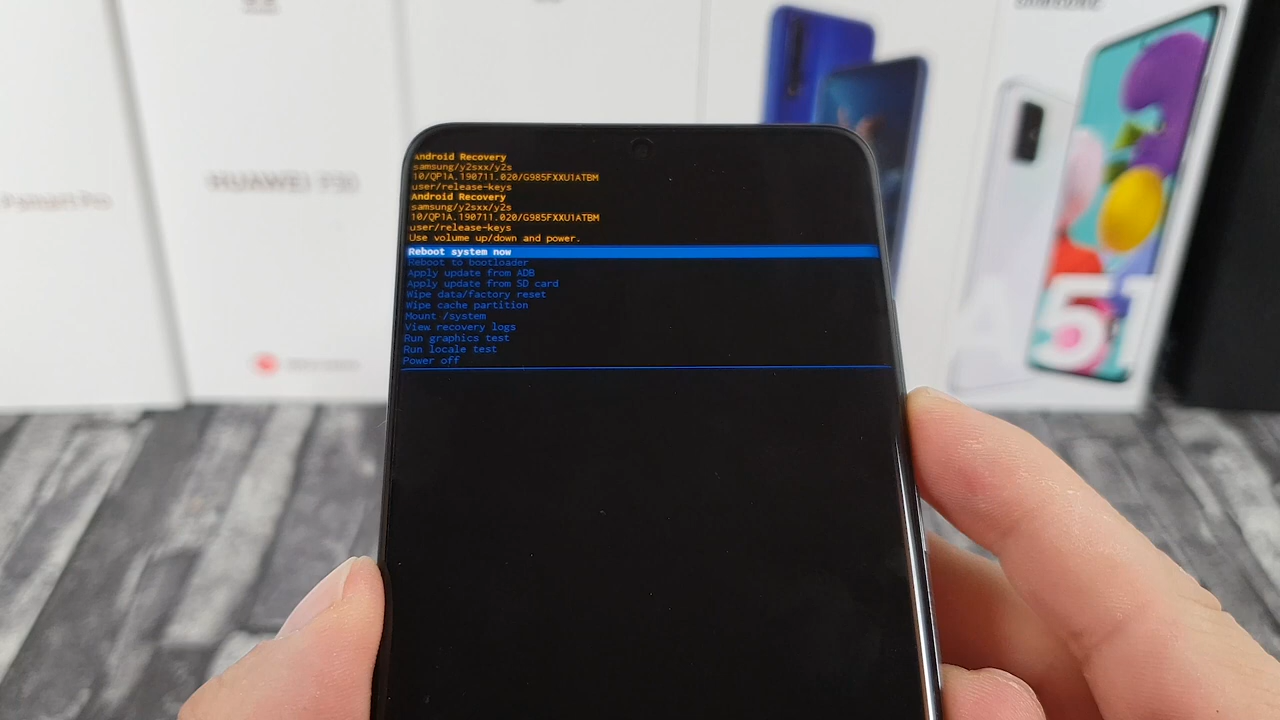 SAMSUNG
HUAWEI P30
Android Recovery
samsung/y2sxx/y2s
10/QP1A.190711.020/G985FXXU1ATBM
user/release-keys
Android Recovery
samsung/y2sxx/y2s
10/QP1A.190711.020/G985FXXU1ATBM
user/release-keys
Use volume up/down and power.
Reboot system now
Reboot to bootloader
Apply update from ADB
Apply update from SD card
Wipe data/factory reset
Wipe cache partition
Mount /system
View recovery logs
Run graphics test
Run locale test
Power off
51